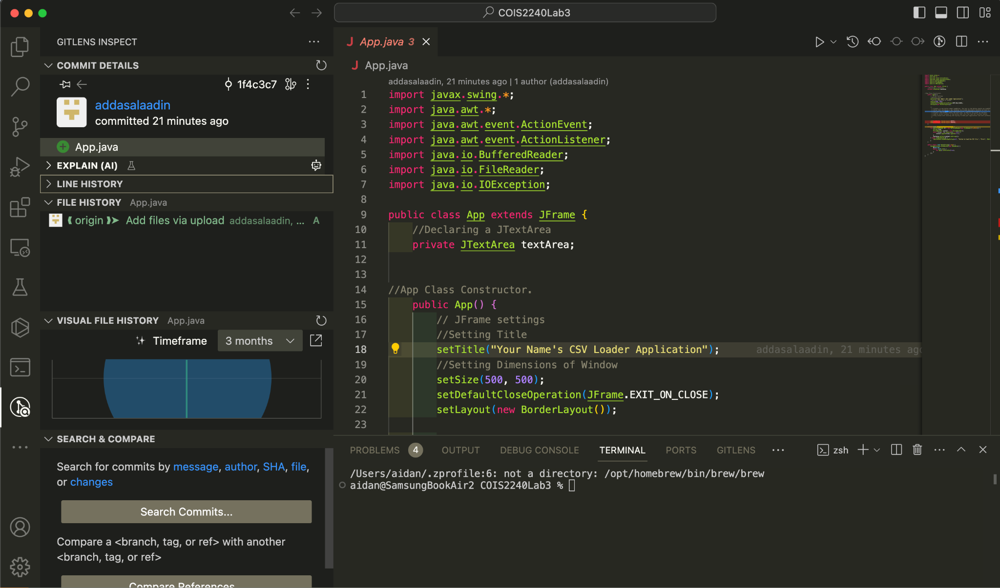 COIS2240Lab3
GITLENS INSPECT
COMMIT DETAILS
1f4c3c7
addasalaadin
committed 21 minutes ago
App.java
EXPLAIN (AI)
LINE HISTORY
FILE HISTORY App.java
origin Add files via upload addasalaadin, ... A
VISUAL FILE HISTORY App.java
Timeframe 3 months
SEARCH & COMPARE
Search for commits by message, author, SHA, file,
or changes
Search Commits...
Compare a <branch, tag, or ref> with another
<branch, tag, or ref>
Compare References
J App.java 3
J App.java
addasalaadin, 21 minutes ago | 1 author (addasalaadin)
1 import javax.swing.*;
2 import java.awt.*;
3 import java.awt.event.ActionEvent;
4 import java.awt.event.ActionListener;
5 import java.io.BufferedReader;
6 import java.io.FileReader;
7 import java.io.IOException;
8
9 public class App extends JFrame {
10 //Declaring a JTextArea
11 private JTextArea textArea;
12
13
14 //App Class Constructor.
15 public App() {
16 // JFrame settings
17 //Setting Title
18 setTitle("Your Name's CSV Loader Application"); addasalaadin, 21 minutes ago
19 //Setting Dimensions of Window
20 setSize(500, 500);
21 setDefaultCloseOperation(JFrame.EXIT_ON_CLOSE);
22 setLayout(new BorderLayout());
23
PROBLEMS 4 OUTPUT DEBUG CONSOLE TERMINAL PORTS GITLENS ... zsh
/Users/aidan/.zprofile:6: not a directory: /opt/homebrew/bin/brew/brew
aidan@SamsungBookAir2 COIS2240Lab3 %